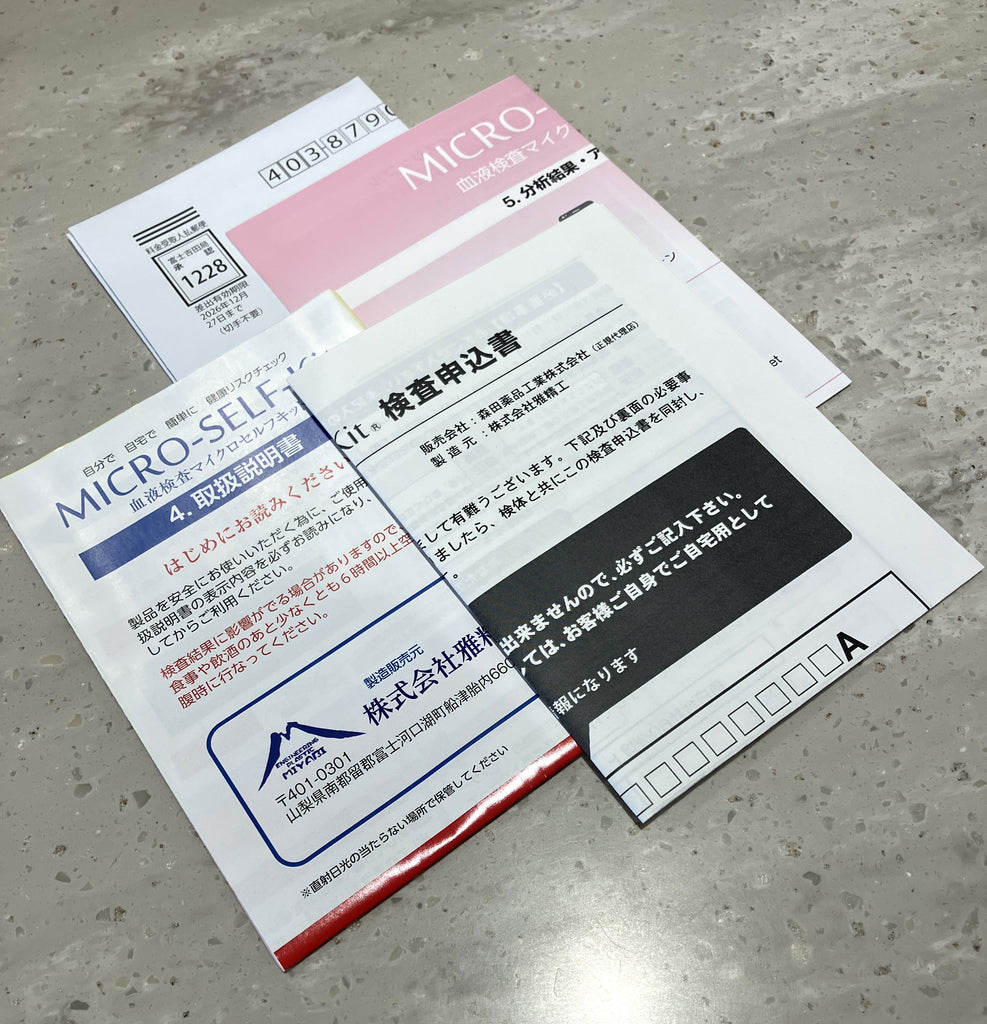 403879
料金受取人払郵便
富士吉田局
承認
1228
差出有効期限
2026年12月
27日まで
(切手不要)
MICRO-
血液検査マイク
5. 分析結果・ア
ン
et
自分で 自宅で 簡単に 健康リスクチェック
MICRO-SELF-
血液検査マイクロセルフキッ
4. 取扱説明書
はじめにお読みください
製品を安全にお使いいただく為に、ご使用
扱説明書の表示内容を必ずお読みになり、
してからご利用ください。
検査結果に影響がでる場合がありますので
食事や飲酒のあと少なくとも6時間以上空
腹時に行なってください。
製造販売元
株式会社雅精
ENGINEERING
PLASTIC
MIYABI
〒401-0301
山梨県南都留郡富士河口湖町船津胎内660
※直射日光の当たらない場所で保管してください
Kit® 検査申込書
販売会社:森田薬品工業株式会社(正規代理店)
製造元:株式会社雅精工
して有難うございます。下記及び裏面の必要事
ましたら、検体と共にこの検査申込書を同封し、
。
出来ませんので、必ずご記入下さい。
ては、お客様ご自身でご自宅用として
報になります
A